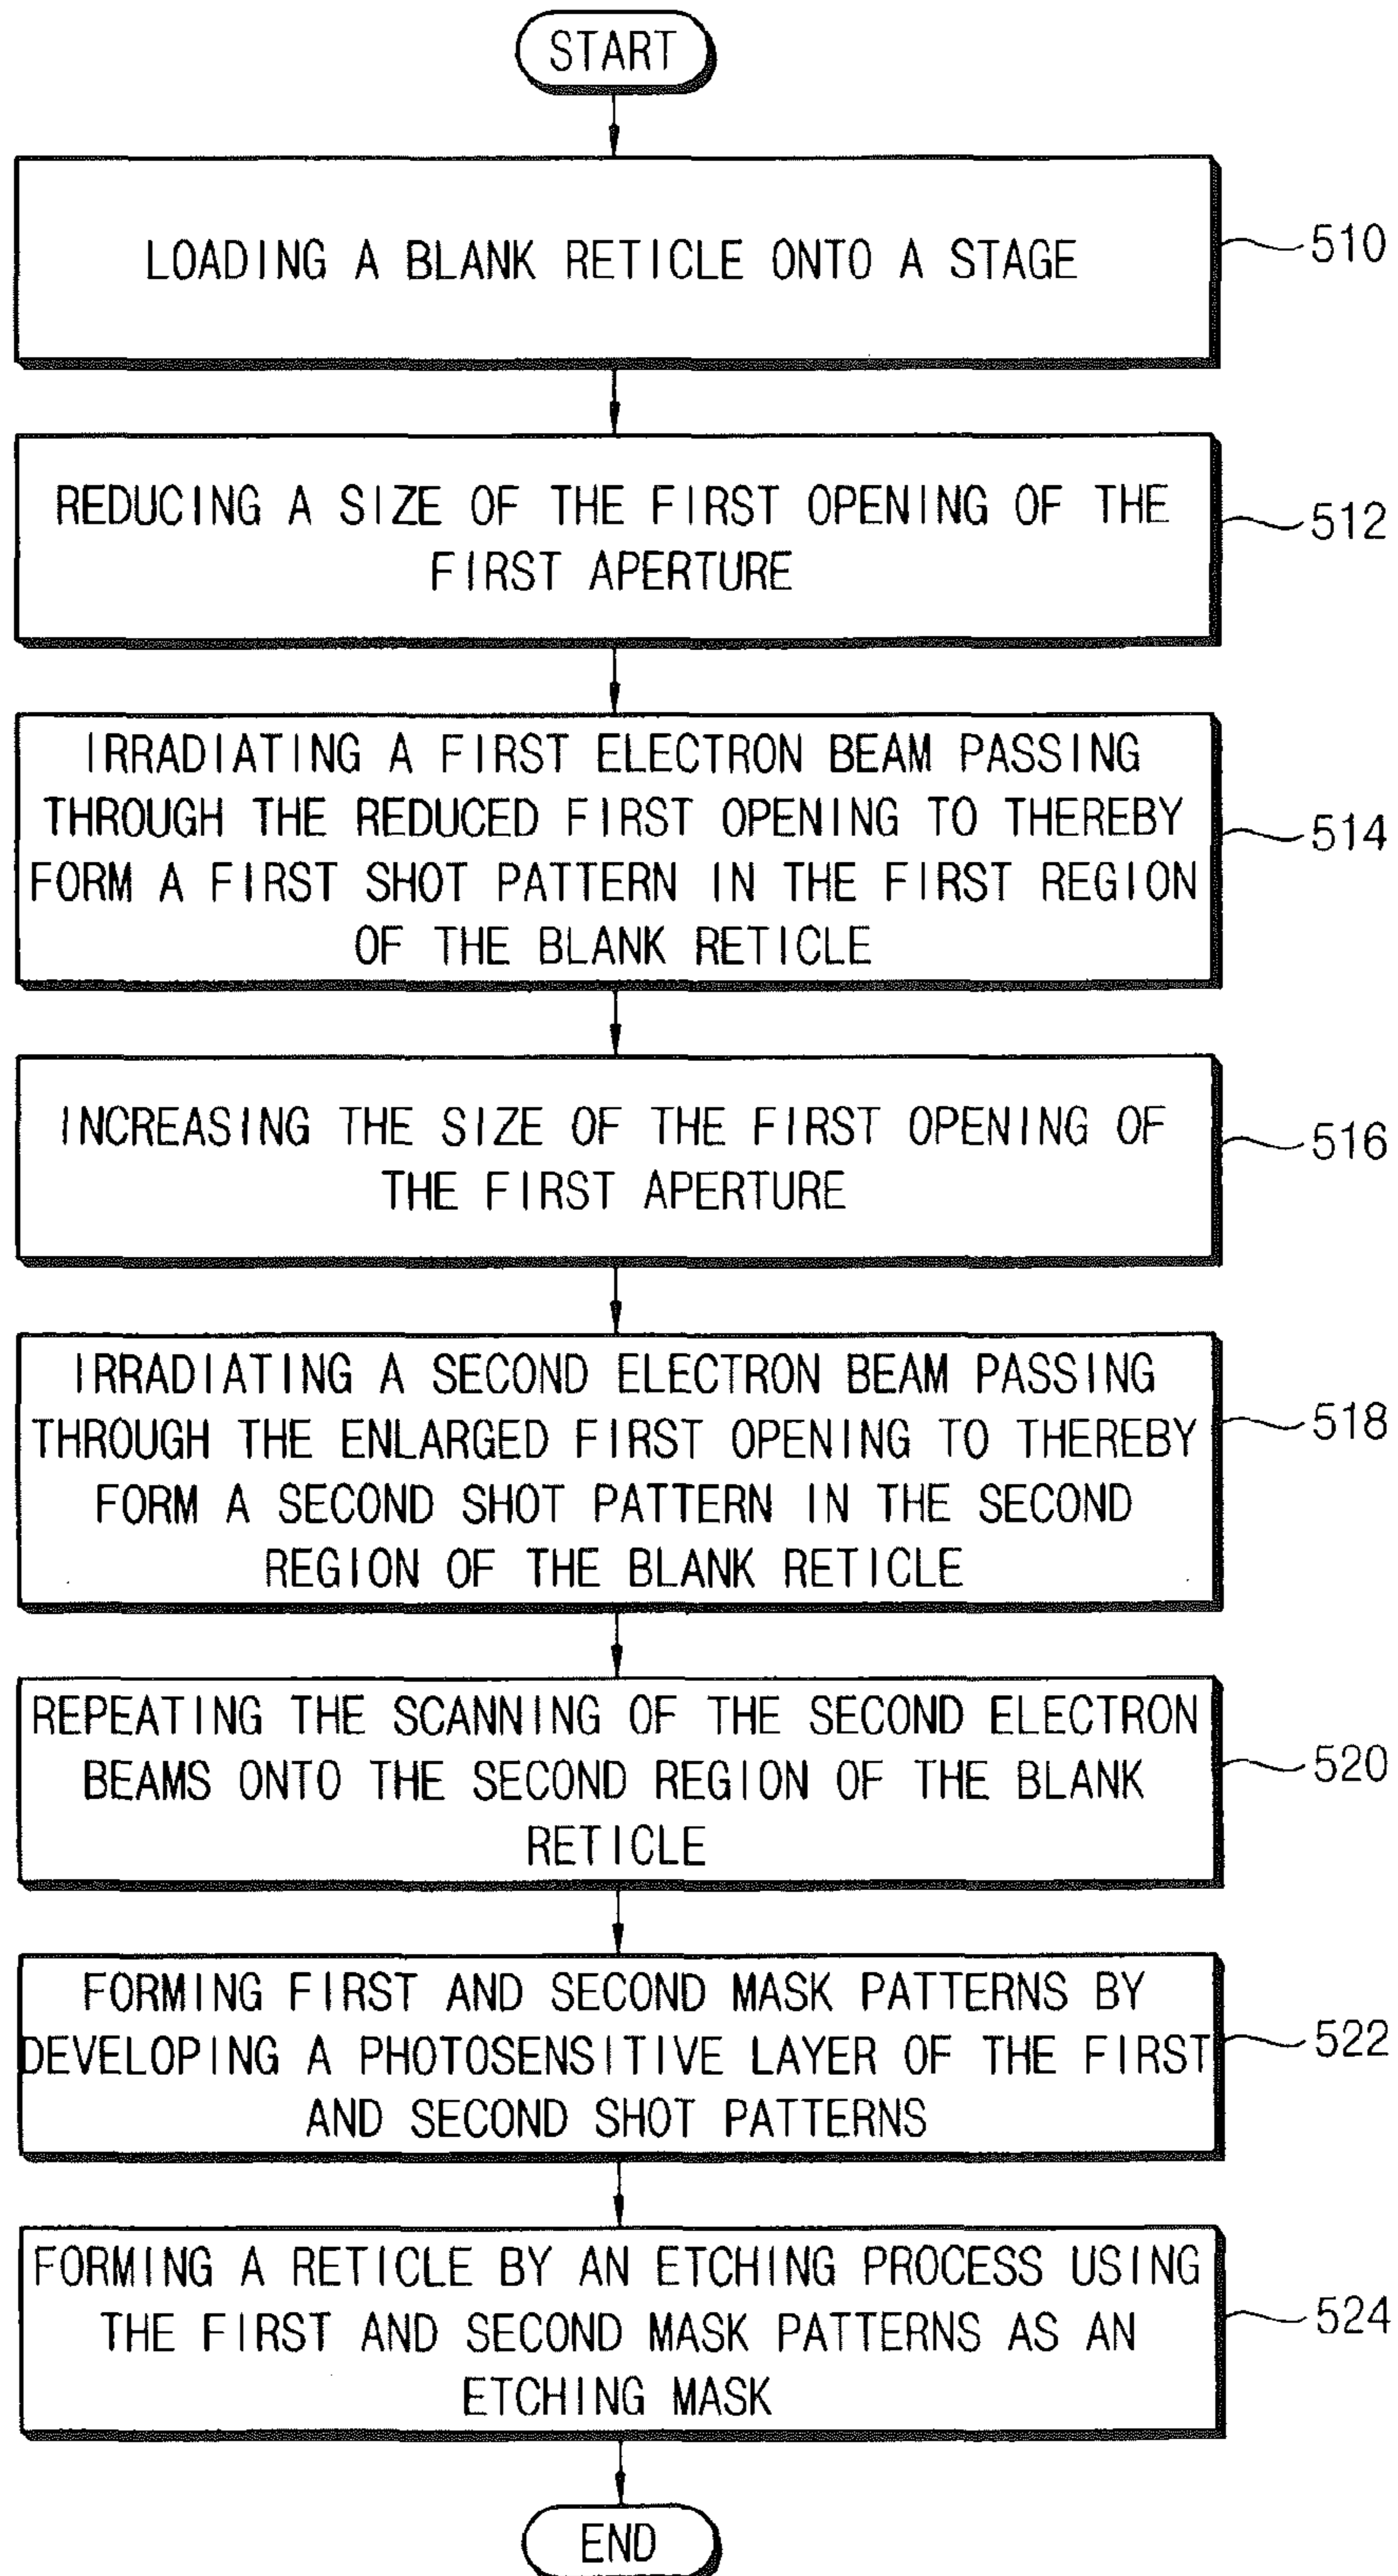 START
LOADING A BLANK RETICLE ONTO A STAGE
510
REDUCING A SIZE OF THE FIRST OPENING OF THE
FIRST APERTURE
512
IRRADIATING A FIRST ELECTRON BEAM PASSING
THROUGH THE REDUCED FIRST OPENING TO THEREBY
FORM A FIRST SHOT PATTERN IN THE FIRST REGION
OF THE BLANK RETICLE
514
INCREASING THE SIZE OF THE FIRST OPENING OF
THE FIRST APERTURE
516
IRRADIATING A SECOND ELECTRON BEAM PASSING
THROUGH THE ENLARGED FIRST OPENING TO THEREBY
FORM A SECOND SHOT PATTERN IN THE SECOND
REGION OF THE BLANK RETICLE
518
REPEATING THE SCANNING OF THE SECOND ELECTRON
BEAMS ONTO THE SECOND REGION OF THE BLANK
RETICLE
520
FORMING FIRST AND SECOND MASK PATTERNS BY
DEVELOPING A PHOTOSENSITIVE LAYER OF THE FIRST
AND SECOND SHOT PATTERNS
522
FORMING A RETICLE BY AN ETCHING PROCESS USING
THE FIRST AND SECOND MASK PATTERNS AS AN
ETCHING MASK
524
END